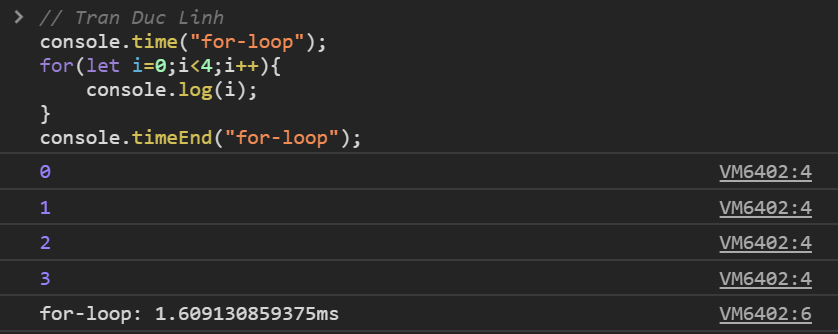 > // Tran Duc Linh
console.time("for-loop");
for(let i=0;i<4;i++){
    console.log(i);
}
console.timeEnd("for-loop");
0 VM6402:4
1 VM6402:4
2 VM6402:4
3 VM6402:4
for-loop: 1.609130859375ms VM6402:6